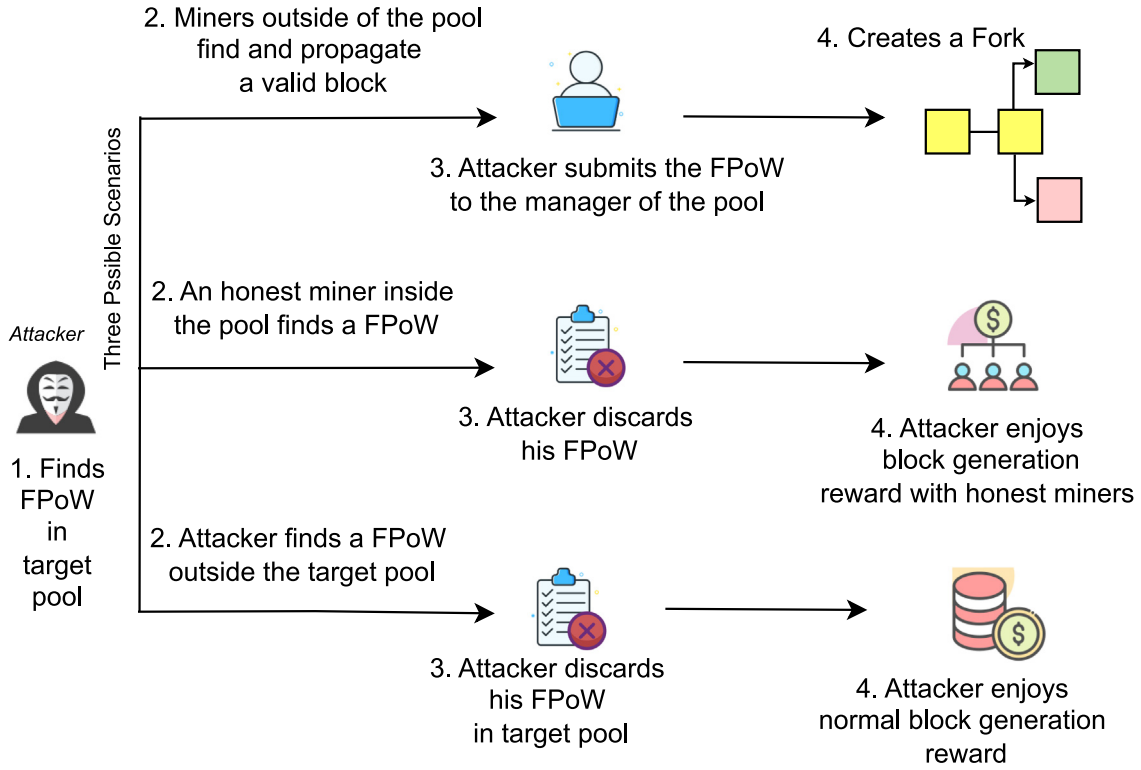 Attacker
1. Finds
FPoW
in
target
pool
Three Pssible Scenarios
2. Miners outside of the pool
find and propagate
a valid block
3. Attacker submits the FPoW
to the manager of the pool
4. Creates a Fork
2. An honest miner inside
the pool finds a FPoW
3. Attacker discards
his FPoW
$
4. Attacker enjoys
block generation
reward with honest miners
2. Attacker finds a FPoW
outside the target pool
3. Attacker discards
his FPoW
in target pool
$
4. Attacker enjoys
normal block generation
reward